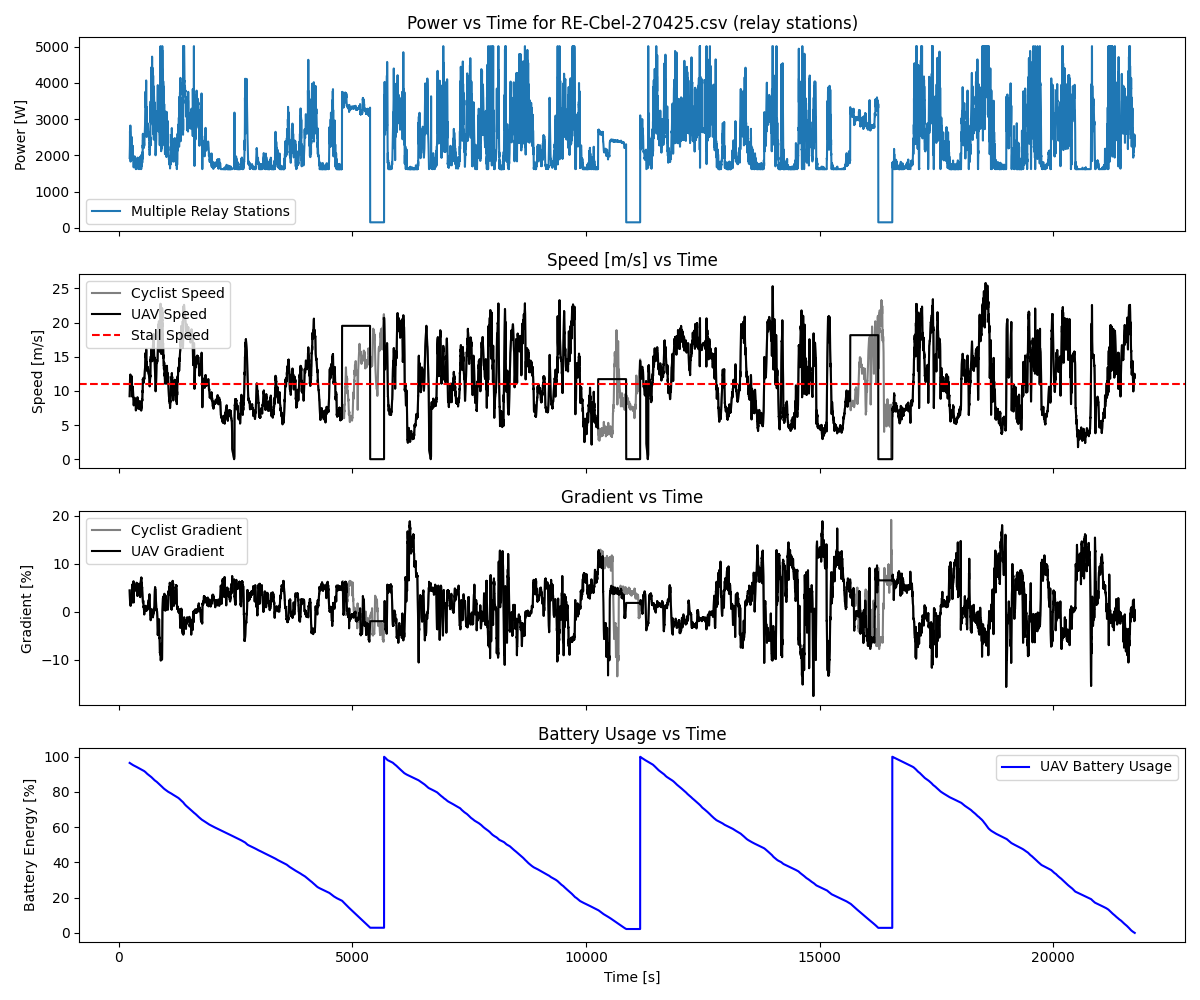 Power vs Time for RE-Cbel-270425.csv (relay stations)
5000
4000
3000
2000
1000
0
Power [W]
Multiple Relay Stations
Speed [m/s] vs Time
25
20
15
10
5
0
Speed [m/s]
Cyclist Speed
UAV Speed
Stall Speed
Gradient vs Time
20
10
0
−10
Gradient [%]
Cyclist Gradient
UAV Gradient
Battery Usage vs Time
100
80
60
40
20
0
Battery Energy [%]
UAV Battery Usage
0 5000 10000 15000 20000
Time [s]